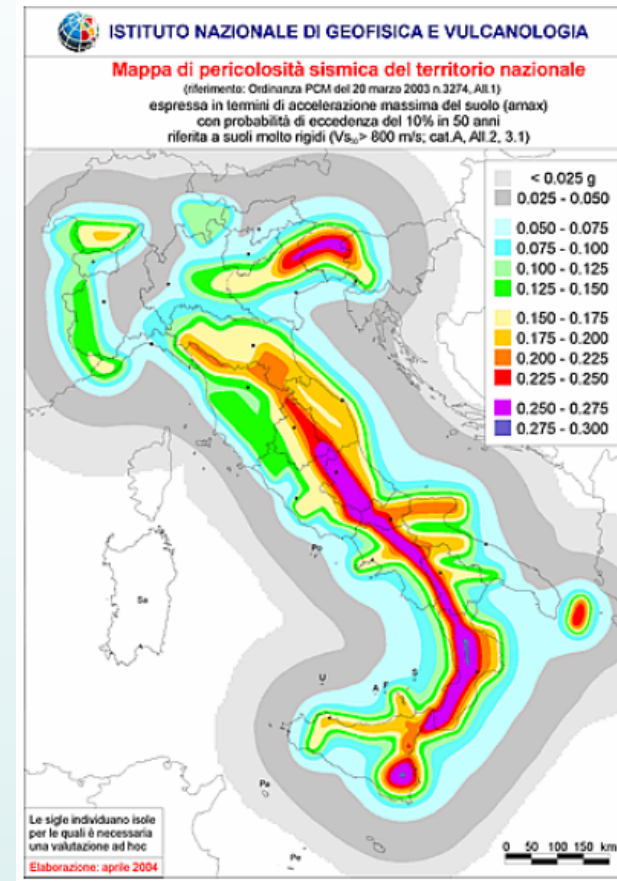 ISTITUTO NAZIONALE DI GEOFISICA E VULCANOLOGIA
Mappa di pericolosità sismica del territorio nazionale
(riferimento: Ordinanza PCM del 20 marzo 2003 n.3274, All.1)
espressa in termini di accelerazione massima del suolo (amax)
con probabilità di eccedenza del 10% in 50 anni
riferita a suoli molto rigidi (Vs₃₀> 800 m/s; cat.A, All.2, 3.1)
< 0.025 g
0.025 - 0.050
0.050 - 0.075
0.075 - 0.100
0.100 - 0.125
0.125 - 0.150
0.150 - 0.175
0.175 - 0.200
0.200 - 0.225
0.225 - 0.250
0.250 - 0.275
0.275 - 0.300
Po
Sa
A
U
A F
S
Pa
Pe
Le sigle individuano isole
per le quali è necessaria
una valutazione ad hoc
Elaborazione: aprile 2004
0 50 100 150 km